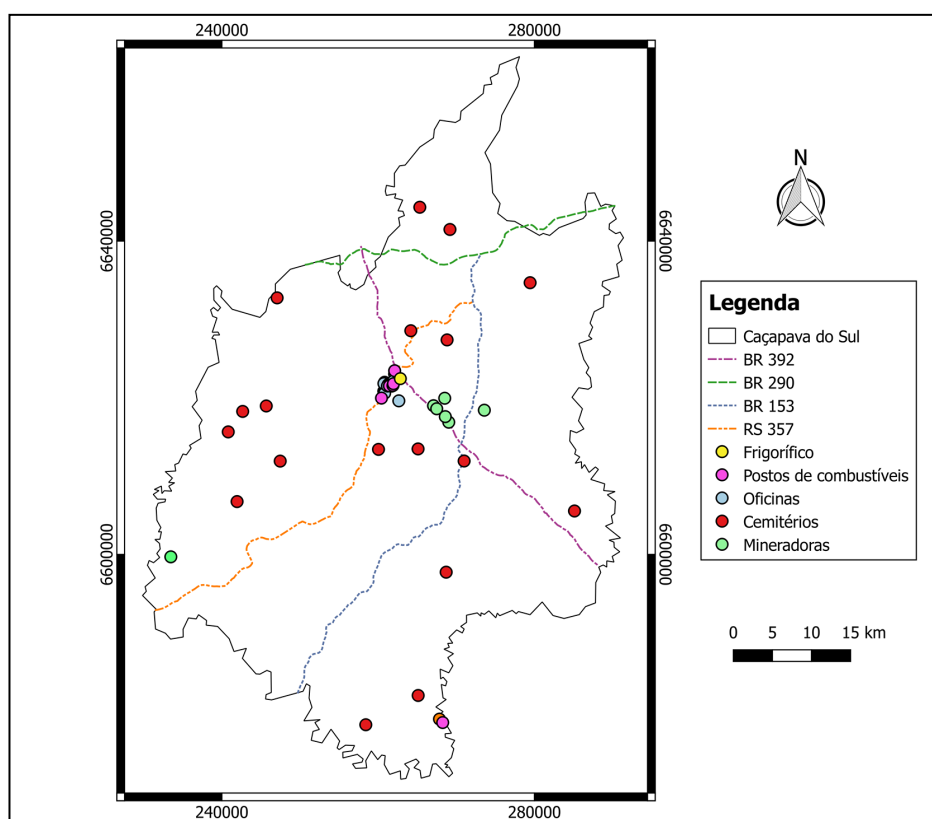 240000 280000
N
6640000 6640000
Legenda
Caçapava do Sul
BR 392
BR 290
BR 153
RS 357
Frigorífico
Postos de combustíveis
Oficinas
Cemitérios
Mineradoras
6600000 6600000
0 5 10 15 km
240000 280000